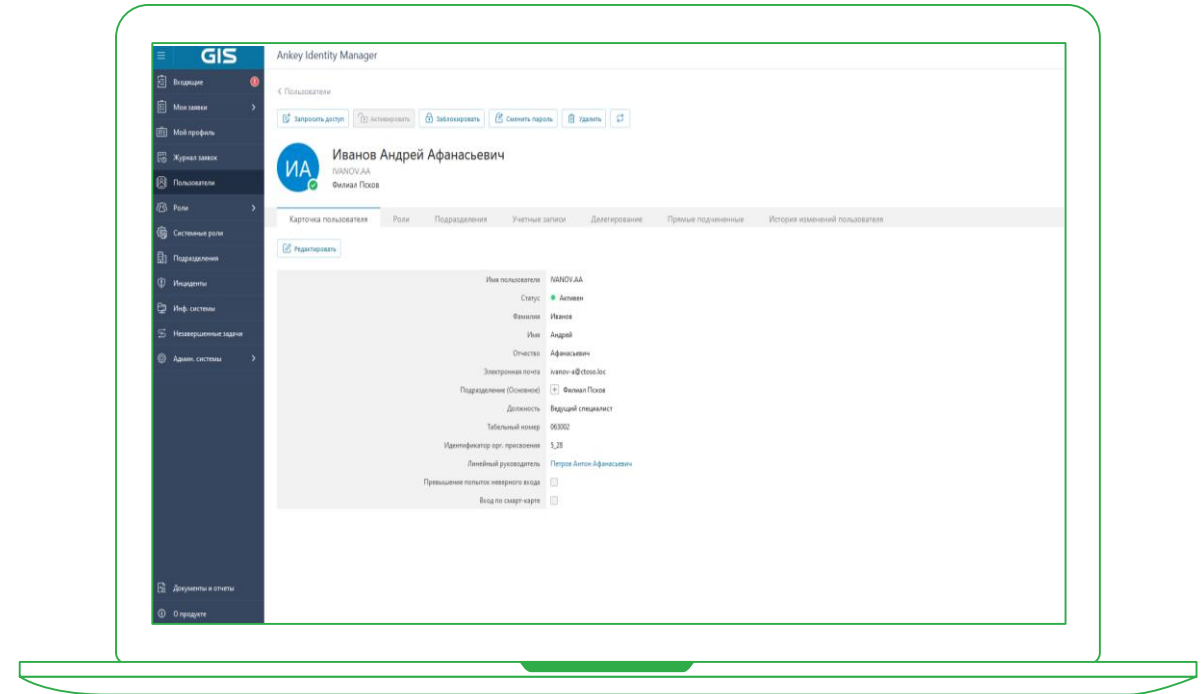 GIS
Ankey Identity Manager
Входящие
Мои заявки
Мой профиль
Журнал заявок
Пользователи
Роли
Системные роли
Подразделения
Инциденты
Инф. системы
Незавершенные задачи
Админ. системы
Документы и отчеты
О продукте
Пользователи
Запросить доступ Активировать Заблокировать Сменить пароль Удалить
ИА
Иванов Андрей Афанасьевич
IVANOV.AA
Филиал Псков
Карточка пользователя Роли Подразделения Учетные записи Делегирование Прямые подчиненные История изменений пользователя
Редактировать
Имя пользователя IVANOV.AA
Статус Активен
Фамилия Иванов
Имя Андрей
Отчество Афанасьевич
Электронная почта ivanov-a@ctoso.loc
Подразделение (Основное) Филиал Псков
Должность Ведущий специалист
Табельный номер 063002
Идентификатор орг. присвоения 5_28
Линейный руководитель Петров Антон Афанасьевич
Превышение попыток неверного входа
Вход по смарт-карте